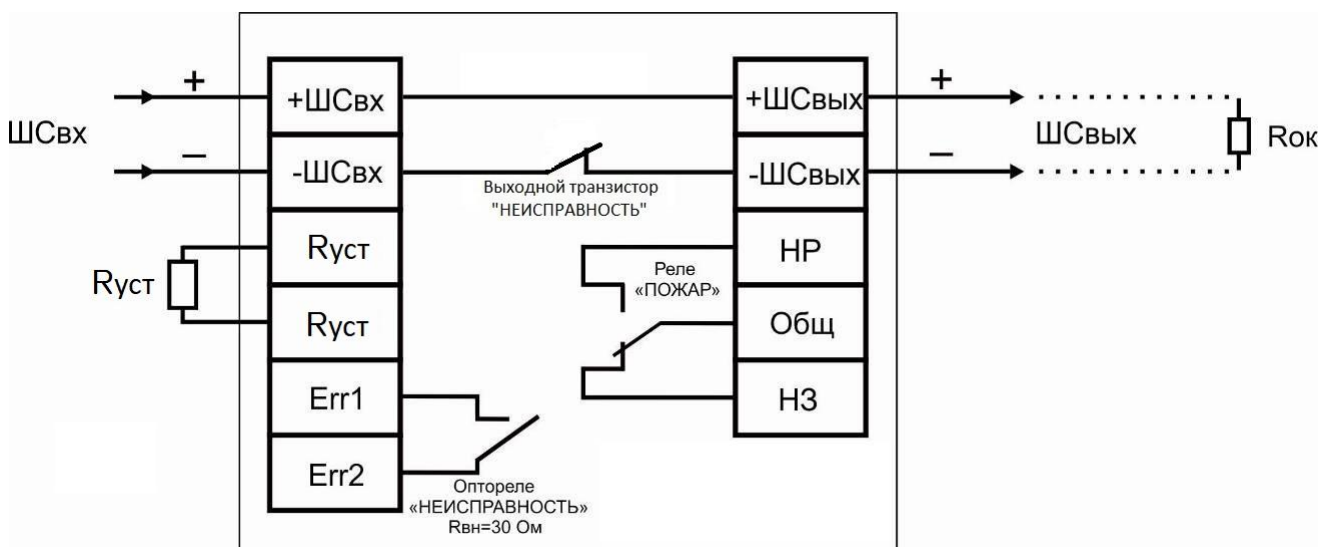 ШСвх
+
–
+ШСвх
-ШСвх
Rуст
Rуст
Rуст
Err1
Err2
Выходной транзистор
"НЕИСПРАВНОСТЬ"
Реле
«ПОЖАР»
Оптореле
«НЕИСПРАВНОСТЬ»
Rвн=30 Ом
+ШСвых
-ШСвых
НР
Общ
НЗ
+
–
ШСвых
Rок